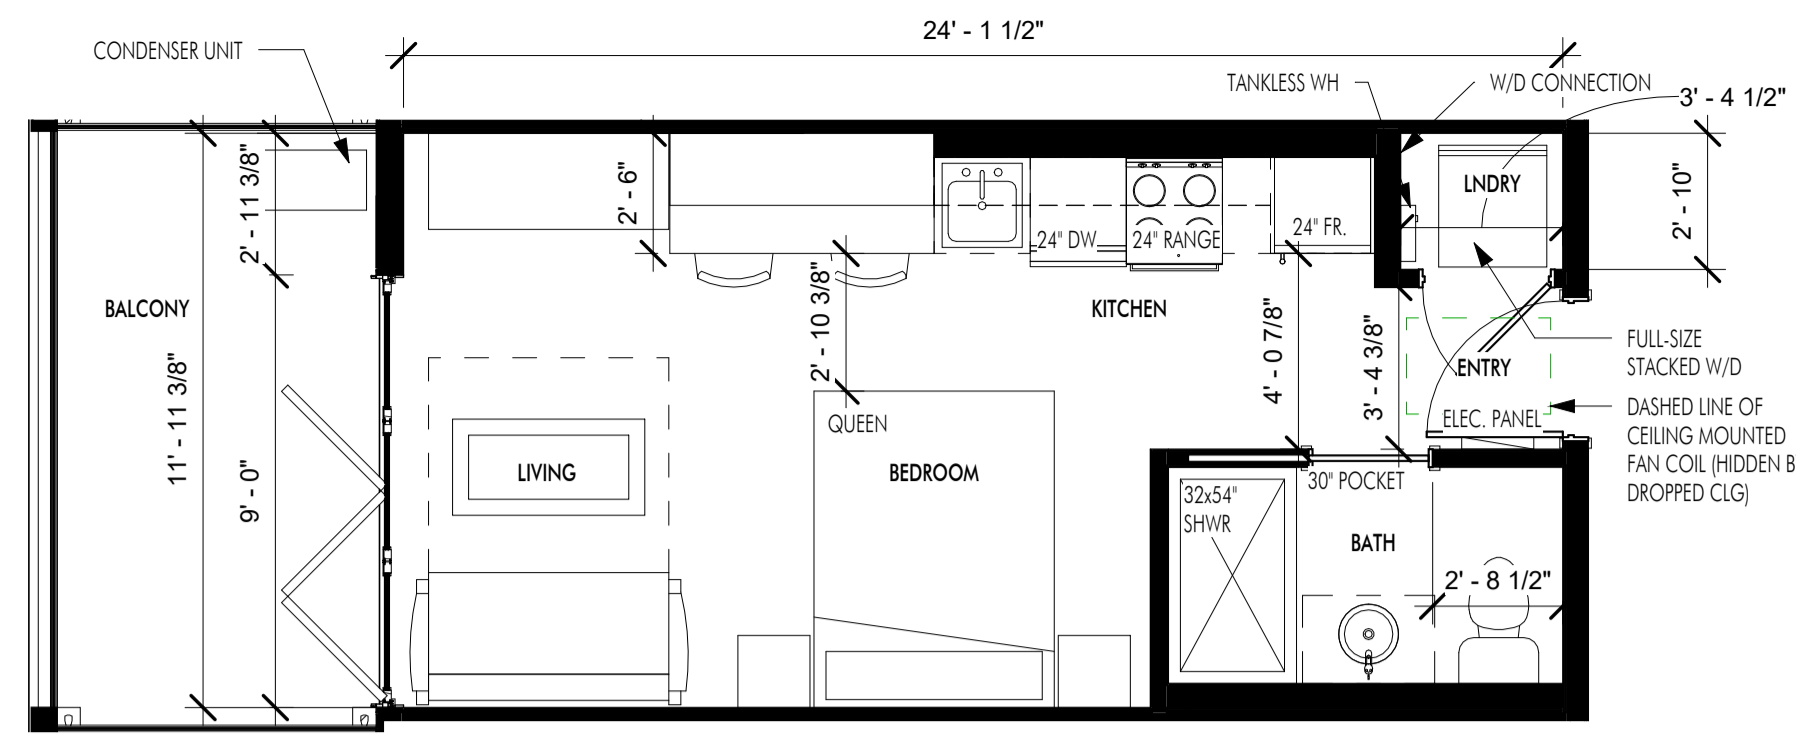 24' - 1 1/2"
CONDENSER UNIT
TANKLESS WH
W/D CONNECTION
3' - 4 1/2"
2' - 11 3/8"
2' - 6"
LNDRY
2' - 10"
24" DW
24" RANGE
24" FR.
BALCONY
KITCHEN
2' - 10 3/8"
4' - 0 7/8"
3' - 4 3/8"
FULL-SIZE
STACKED W/D
ENTRY
11' - 11 3/8"
QUEEN
ELEC. PANEL
DASHED LINE OF
CEILING MOUNTED
FAN COIL (HIDDEN B
DROPPED CLG)
9' - 0"
LIVING
BEDROOM
30" POCKET
32x54"
SHWR
BATH
2' - 8 1/2"